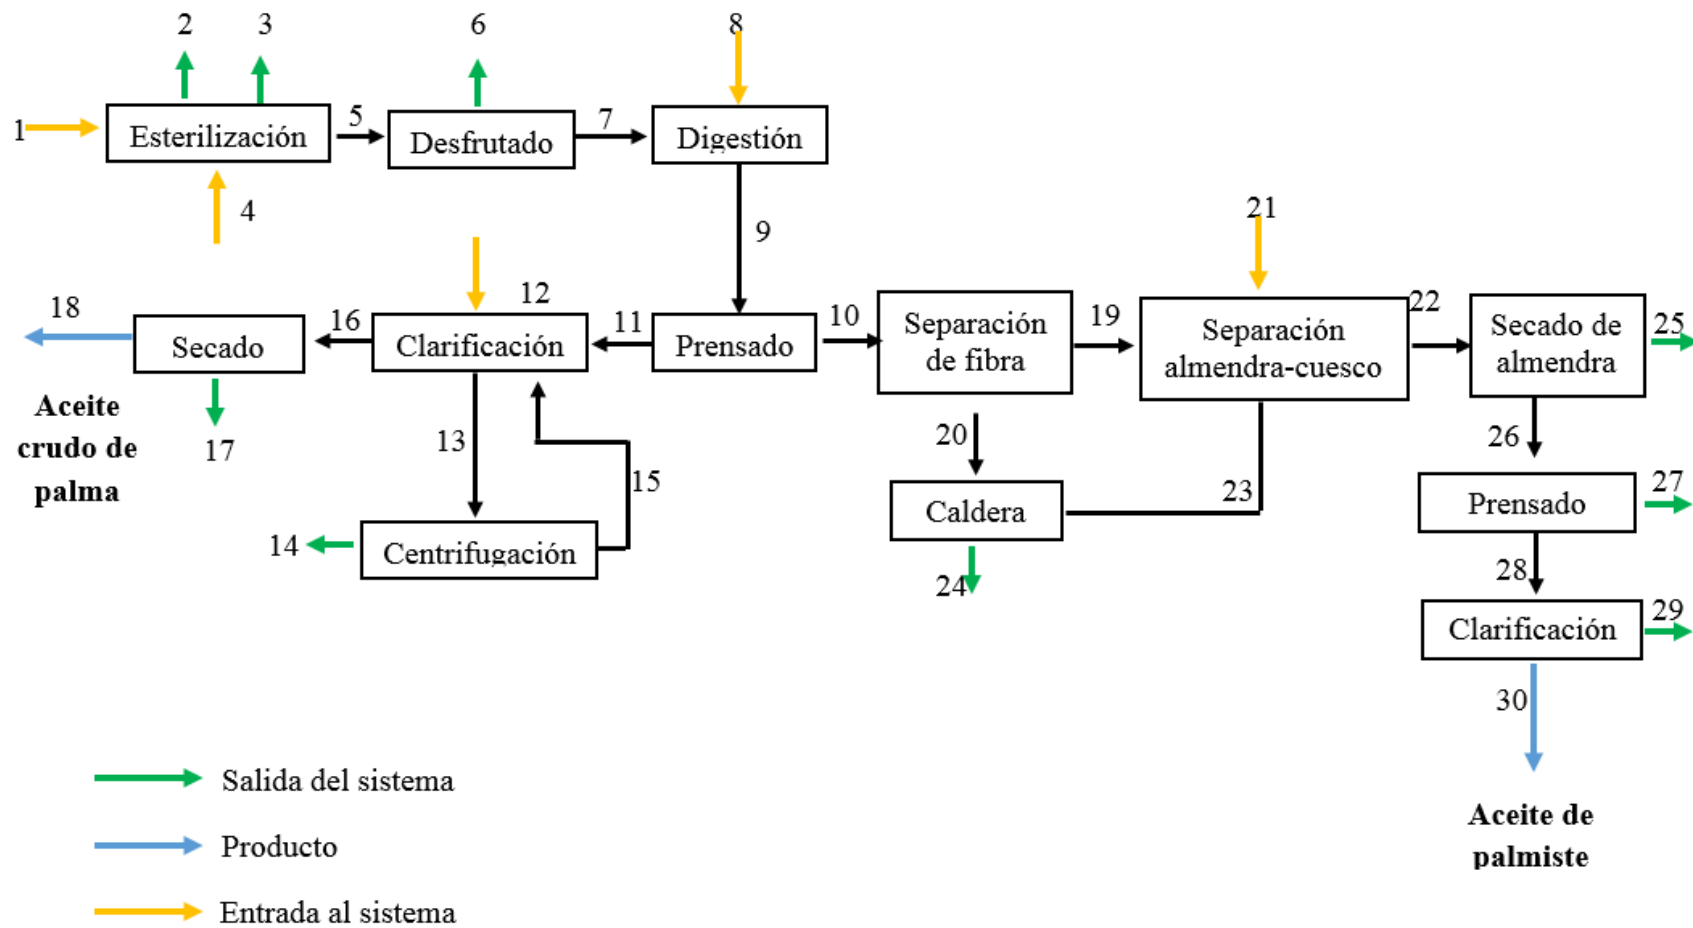 2
3
6
8
1
Esterilización
5
Desfrutado
7
Digestión
4
9
21
18
Secado
16
12
Clarificación
11
Prensado
10
Separación
de fibra
19
Separación
almendra-cuesco
22
Secado de
almendra
25
Aceite
crudo de
palma
17
13
15
20
23
26
14
Centrifugación
Caldera
24
Prensado
27
28
Clarificación
29
30
Aceite de
palmiste
Salida del sistema
Producto
Entrada al sistema